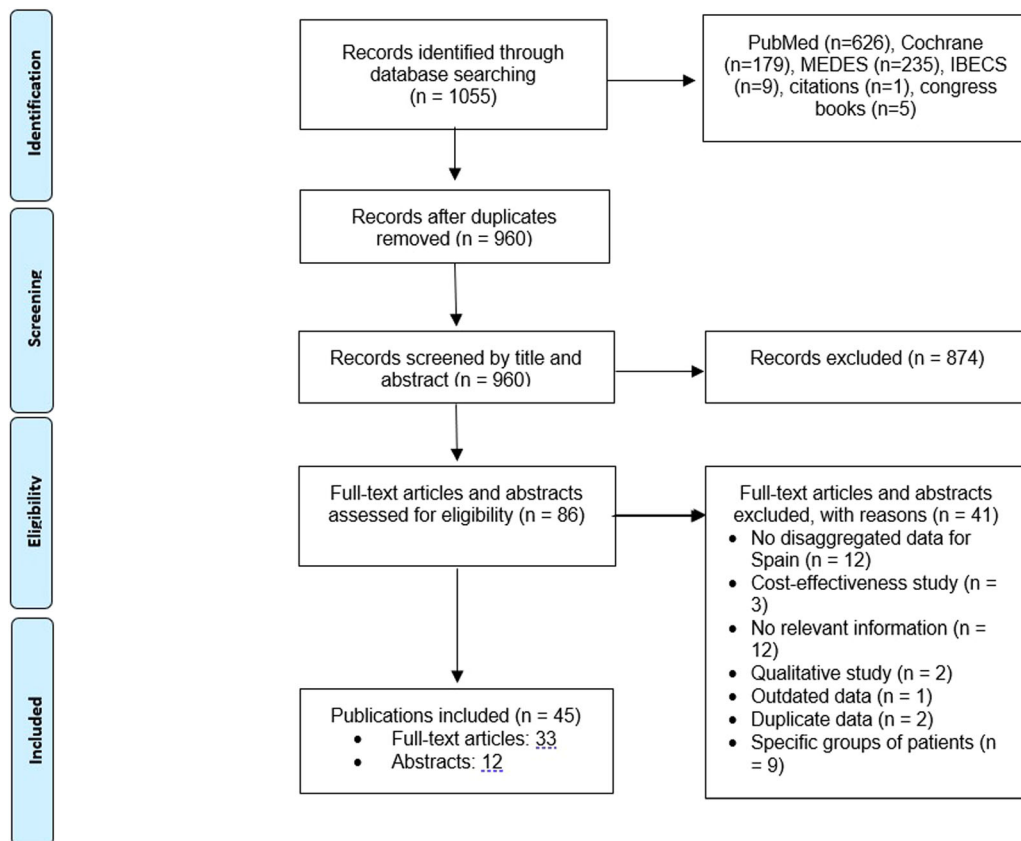 Identification
Records identified through
database searching
(n = 1055)
PubMed (n=626), Cochrane
(n=179), MEDES (n=235), IBECS
(n=9), citations (n=1), congress
books (n=5)
Screening
Records after duplicates
removed (n = 960)
Records screened by title and
abstract (n = 960)
Records excluded (n = 874)
Eligibility
Full-text articles and abstracts
assessed for eligibility (n = 86)
Full-text articles and abstracts
excluded, with reasons (n = 41)
• No disaggregated data for
Spain (n = 12)
• Cost-effectiveness study (n =
3)
• No relevant information (n =
12)
• Qualitative study (n = 2)
• Outdated data (n = 1)
• Duplicate data (n = 2)
• Specific groups of patients (n
= 9)
Included
Publications included (n = 45)
• Full-text articles: 33
• Abstracts: 12